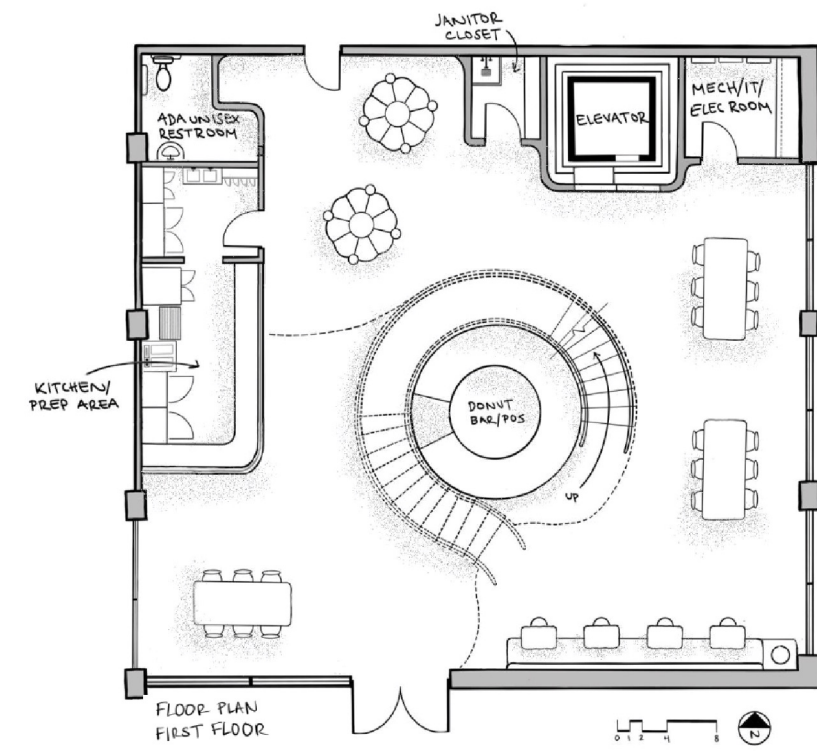 JANITOR
CLOSET
ADA UNISEX
RESTROOM
ELEVATOR
MECH/IT/
ELEC ROOM
KITCHEN/
PREP AREA
DONUT
BAR/POS
UP
FLOOR PLAN
FIRST FLOOR
0 1 2 4 8
N